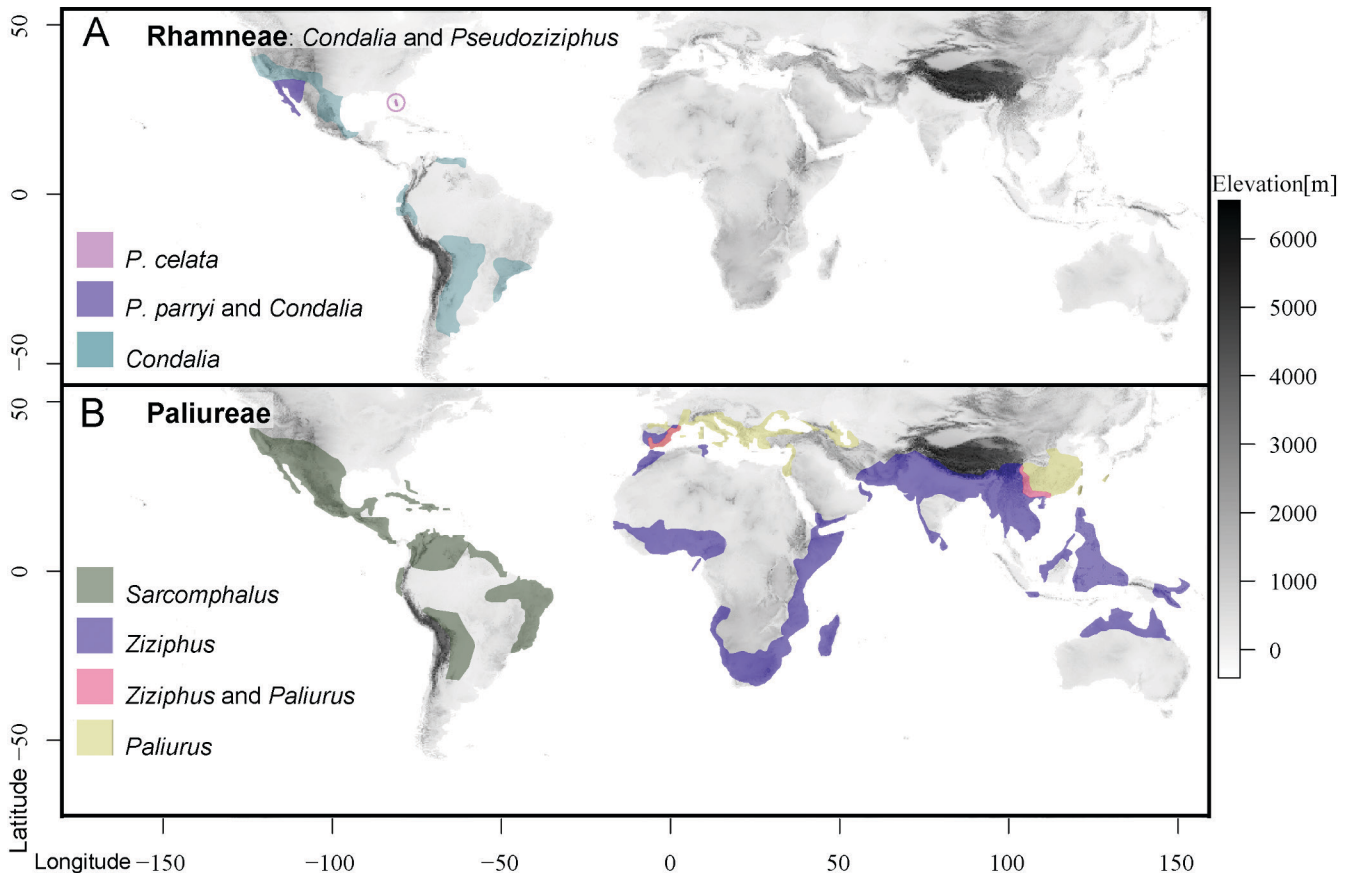 A Rhamneae: Condalia and Pseudoziziphus
50
0
−50
P. celata
P. parryi and Condalia
Condalia
Elevation[m]
6000
5000
4000
3000
2000
1000
0
B Paliureae
50
0
−50
Sarcomphalus
Ziziphus
Ziziphus and Paliurus
Paliurus
Latitude
Longitude −150 −100 −50 0 50 100 150